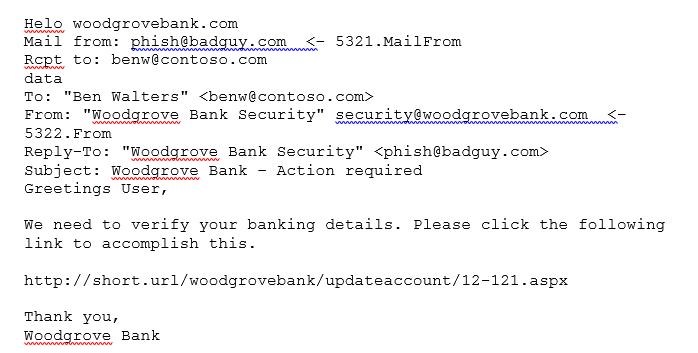 Helo woodgrovebank.com
Mail from: phish@badguy.com <- 5321.MailFrom
Rcpt to: benw@contoso.com
data
To: "Ben Walters" <benw@contoso.com>
From: "Woodgrove Bank Security" security@woodgrovebank.com <-
5322.From
Reply-To: "Woodgrove Bank Security" <phish@badguy.com>
Subject: Woodgrove Bank - Action required
Greetings User,
We need to verify your banking details. Please click the following
link to accomplish this.
http://short.url/woodgrovebank/updateaccount/12-121.aspx
Thank you,
Woodgrove Bank